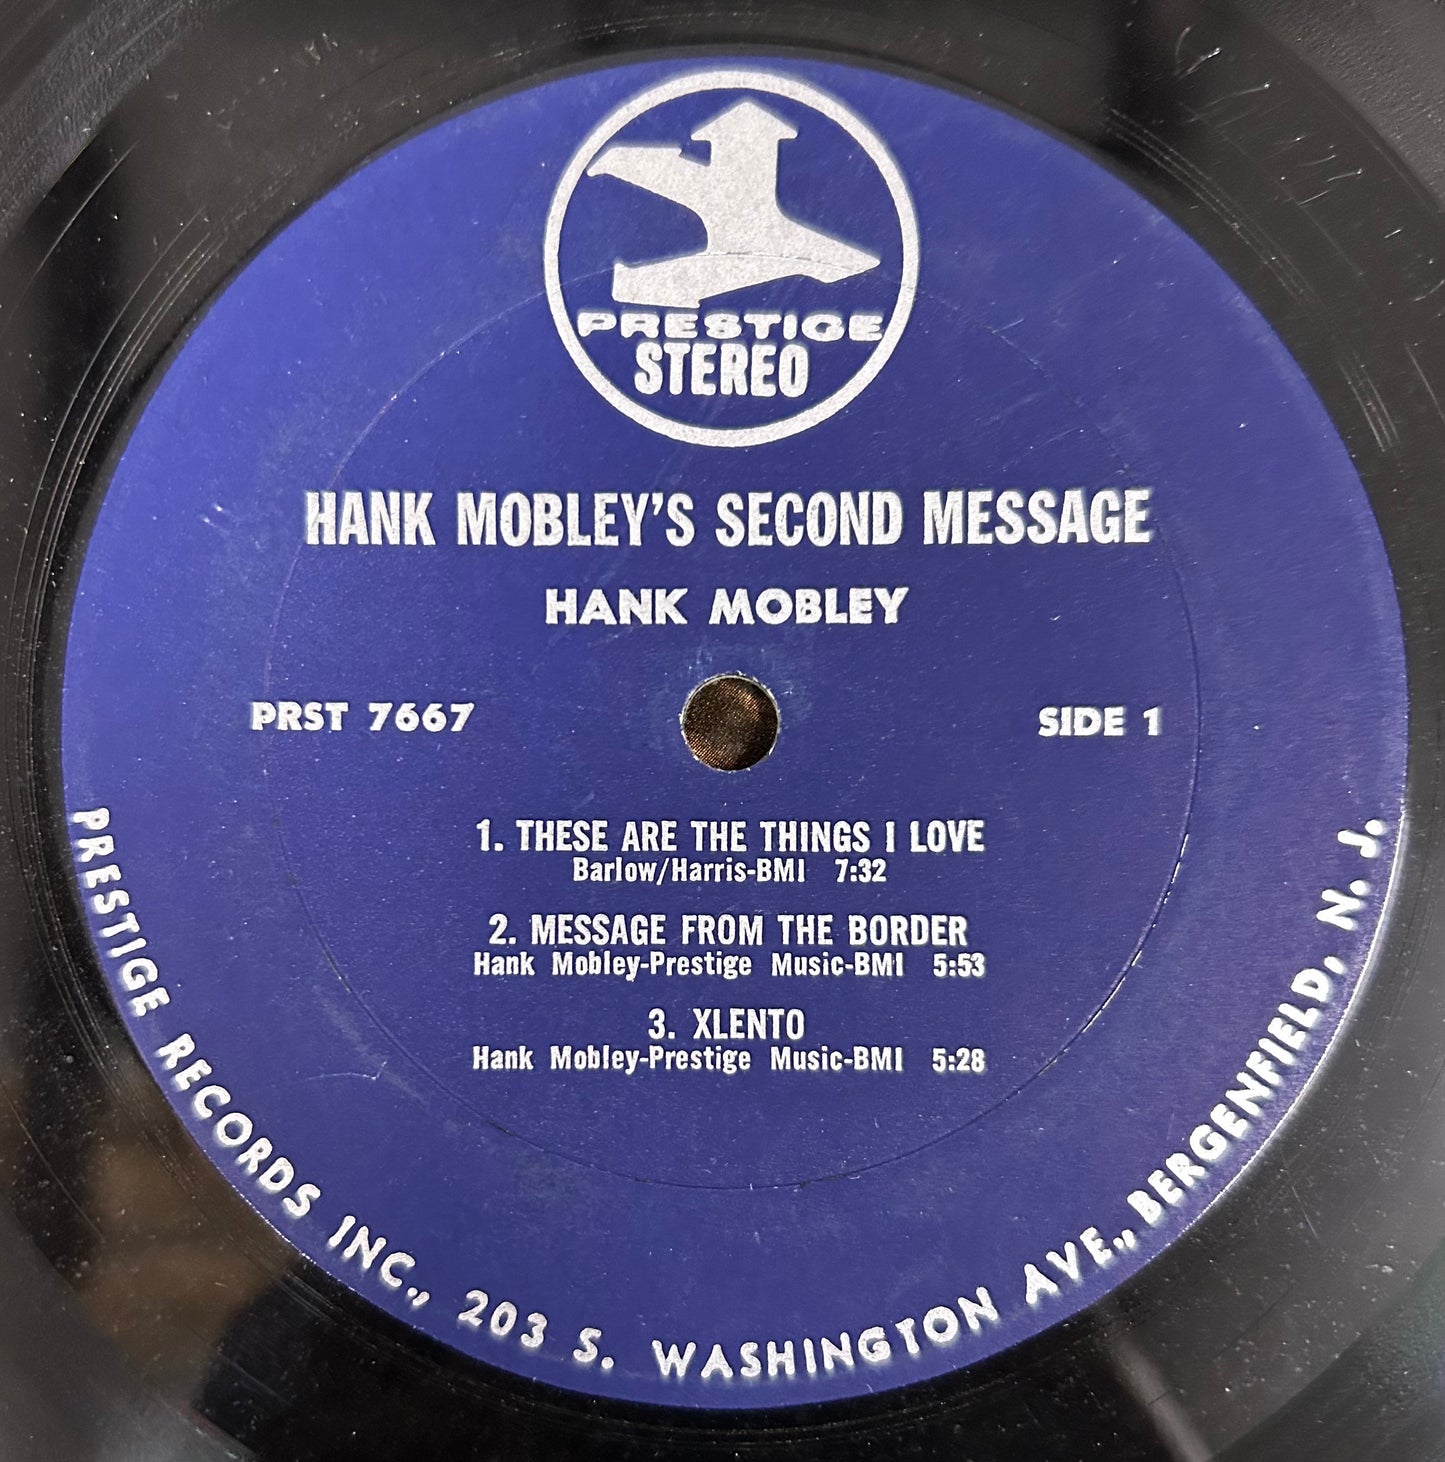 PRESTIGE
STEREO
HANK MOBLEY'S SECOND MESSAGE
HANK MOBLEY
PRST 7667
SIDE 1
1. THESE ARE THE THINGS I LOVE
Barlow/Harris-BMI 7:32
2. MESSAGE FROM THE BORDER
Hank Mobley-Prestige Music-BMI 5:53
3. XLENTO
Hank Mobley-Prestige Music-BMI 5:28
PRESTIGE RECORDS INC., 203 S. WASHINGTON AVE., BERGENFIELD, N. J.